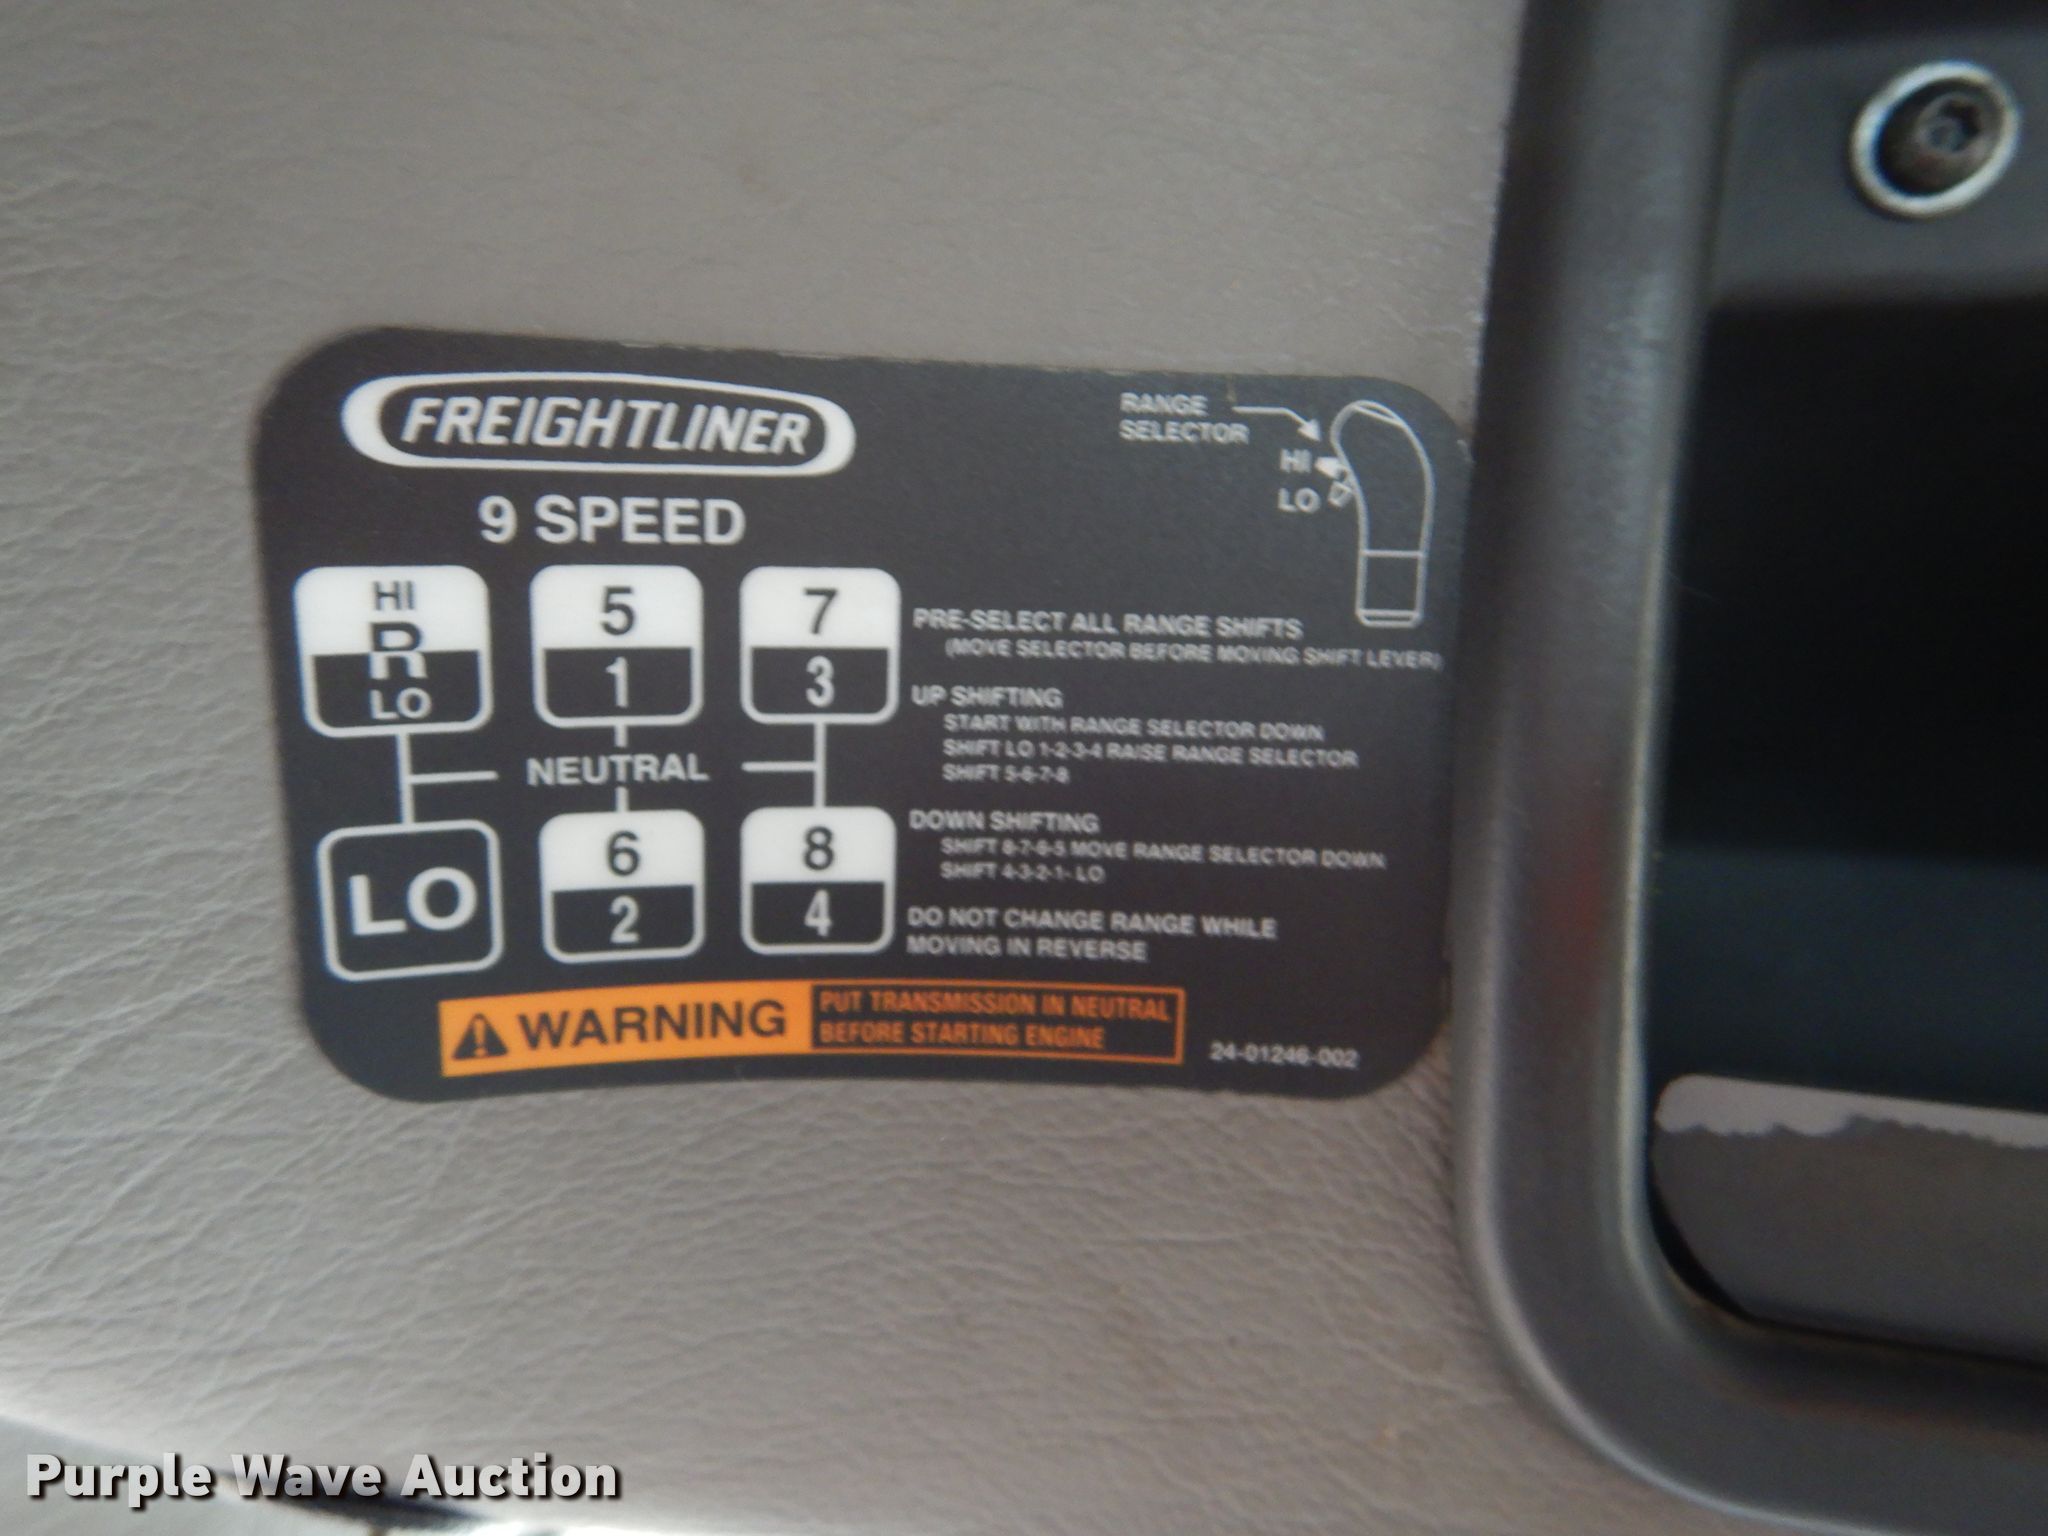 FREIGHTLINER
9 SPEED
RANGE
SELECTOR
HI
LO
HI
R
LO
5
1
7
3
NEUTRAL
LO
6
2
8
4
PRE-SELECT ALL RANGE SHIFTS
(MOVE SELECTOR BEFORE MOVING SHIFT LEVER)
UP SHIFTING
START WITH RANGE SELECTOR DOWN
SHIFT LO 1-2-3-4 RAISE RANGE SELECTOR
SHIFT 5-6-7-8
DOWN SHIFTING
SHIFT 8-7-6-5 MOVE RANGE SELECTOR DOWN
SHIFT 4-3-2-1- LO
DO NOT CHANGE RANGE WHILE
MOVING IN REVERSE
WARNING
PUT TRANSMISSION IN NEUTRAL
BEFORE STARTING ENGINE
24-01246-002
Purple Wave Auction